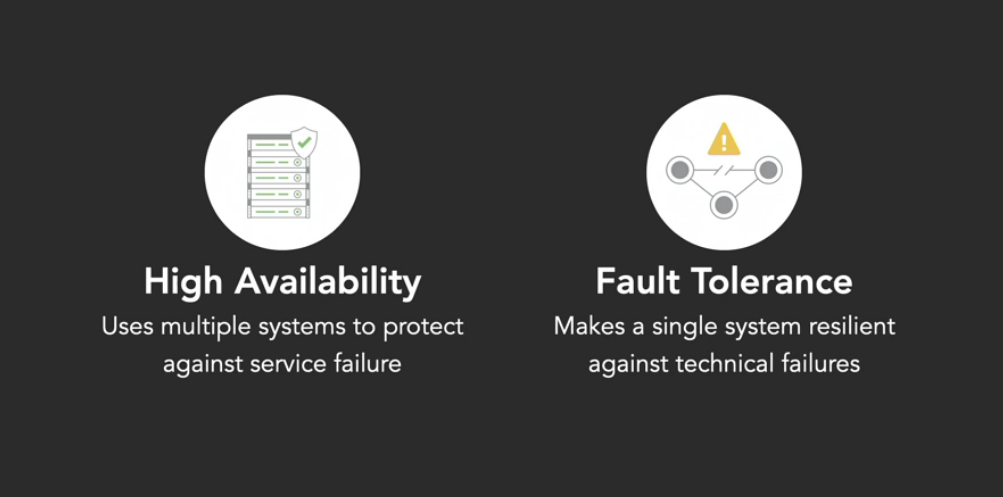 High Availability
Uses multiple systems to protect
against service failure
Fault Tolerance
Makes a single system resilient
against technical failures